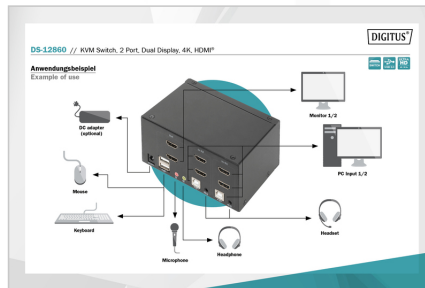 DIGITUS®
DS-12860 // KVM Switch, 2 Port, Dual Display, 4K, HDMI®
Anwendungsbeispiel
Example of use
DC adapter
(optional)
Monitor 1/2
PC Input 1/2
Mouse
Keyboard
Microphone
Headphone
Headset